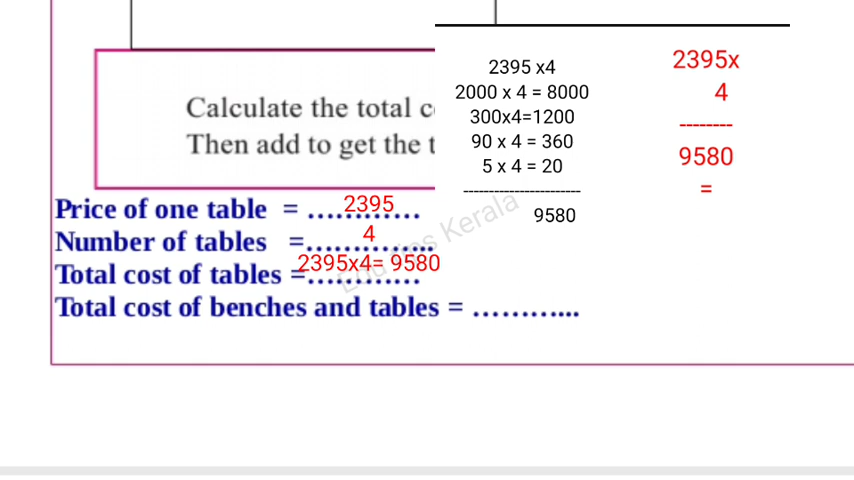 Calculate the total
Then add to get the
2395 x4
2000 x 4 = 8000
300x4=1200
90 x 4 = 360
5 x 4 = 20
-----------------------
9580
2395x
4
--------
9580
=
Price of one table = ....2395....
Number of tables =......4......
Total cost of tables =2395x4= 9580
Total cost of benches and tables = ...........
Kerala